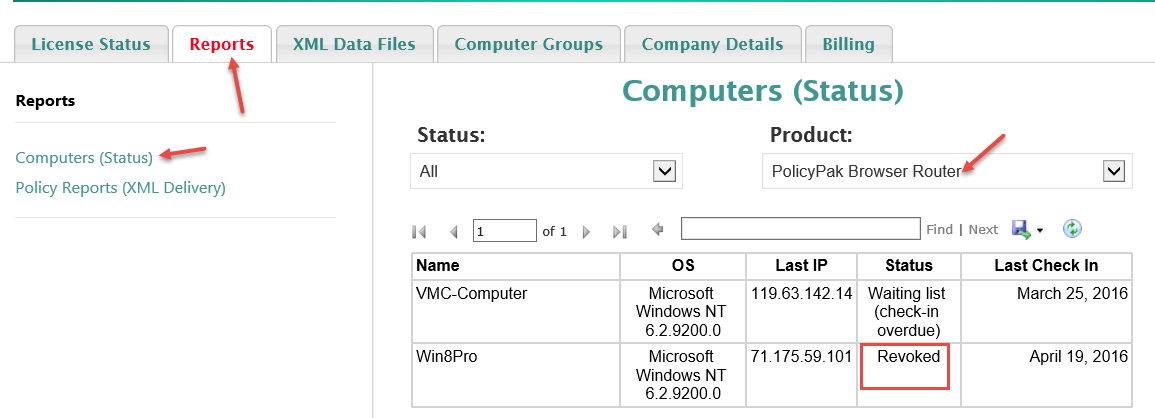 License Status Reports XML Data Files Computer Groups Company Details Billing
Reports
Computers (Status)
Policy Reports (XML Delivery)
Computers (Status)
Status: Product:
All PolicyPak Browser Router
1 of 1 Find | Next
Name OS Last IP Status Last Check In
VMC-Computer Microsoft 119.63.142.14 Waiting list March 25, 2016
Windows NT (check-in
6.2.9200.0 overdue)
Win8Pro Microsoft 71.175.59.101 Revoked April 19, 2016
Windows NT
6.2.9200.0